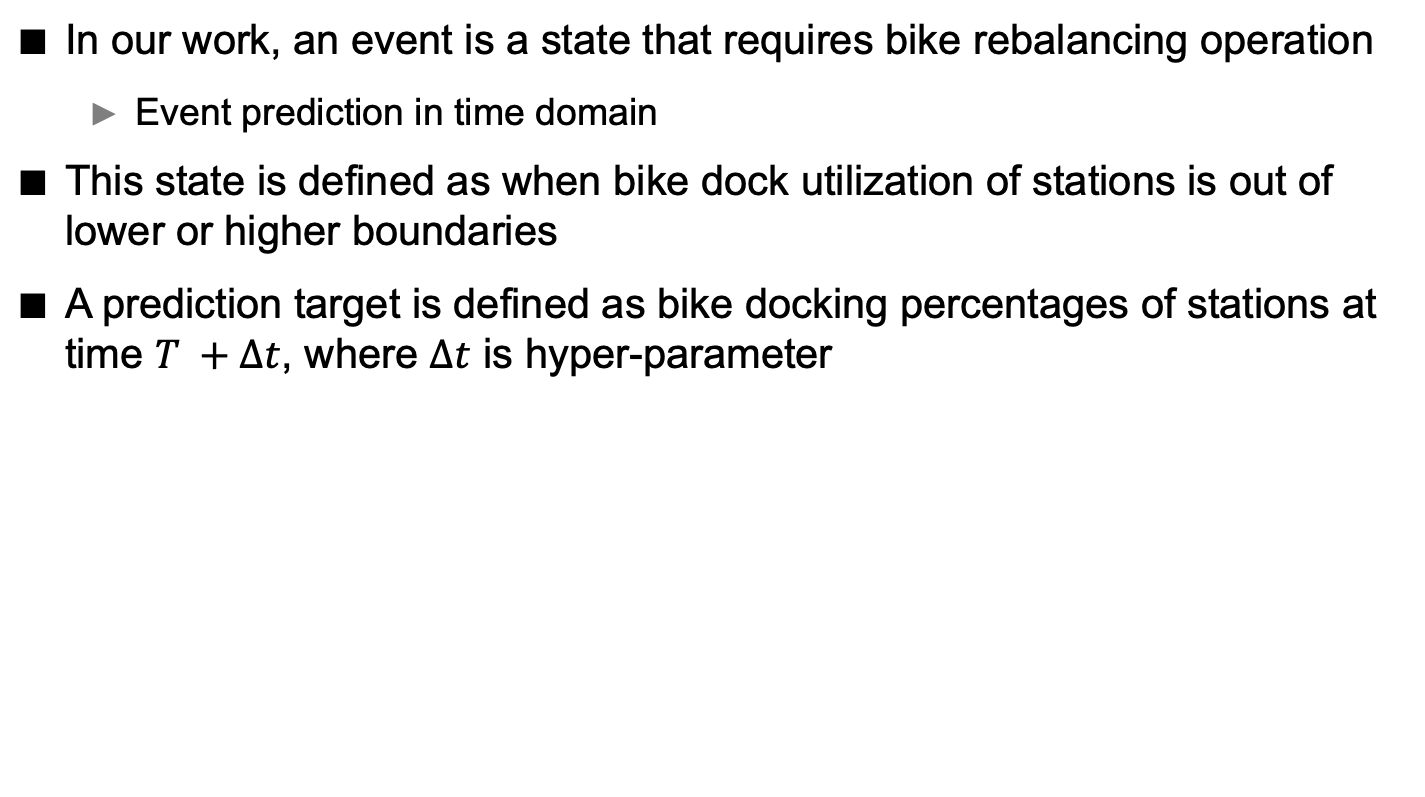 ■ In our work, an event is a state that requires bike rebalancing operation
► Event prediction in time domain
■ This state is defined as when bike dock utilization of stations is out of
lower or higher boundaries
■ A prediction target is defined as bike docking percentages of stations at
time 𝑇 + Δ𝑡, where Δ𝑡 is hyper-parameter